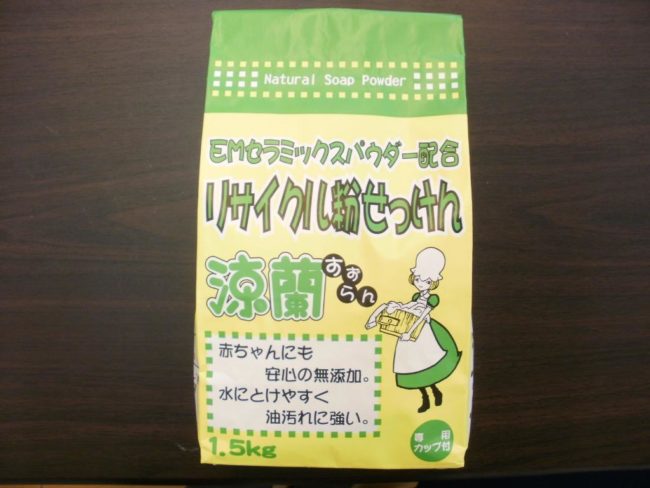 Natural Soap Powder
EMセラミックスパウダー配合
リサイクル粉せっけん
涼蘭
すずらん
赤ちゃんにも
安心の無添加。
水にとけやすく
油汚れに強い。
1.5kg
専用
カップ付